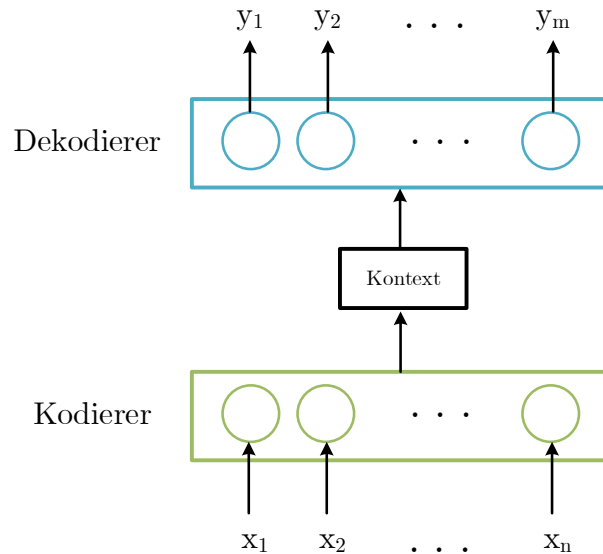 y₁ y₂ . . . yₘ
Dekodierer . . .
Kontext
Kodierer . . .
x₁ x₂ . . . xₙ